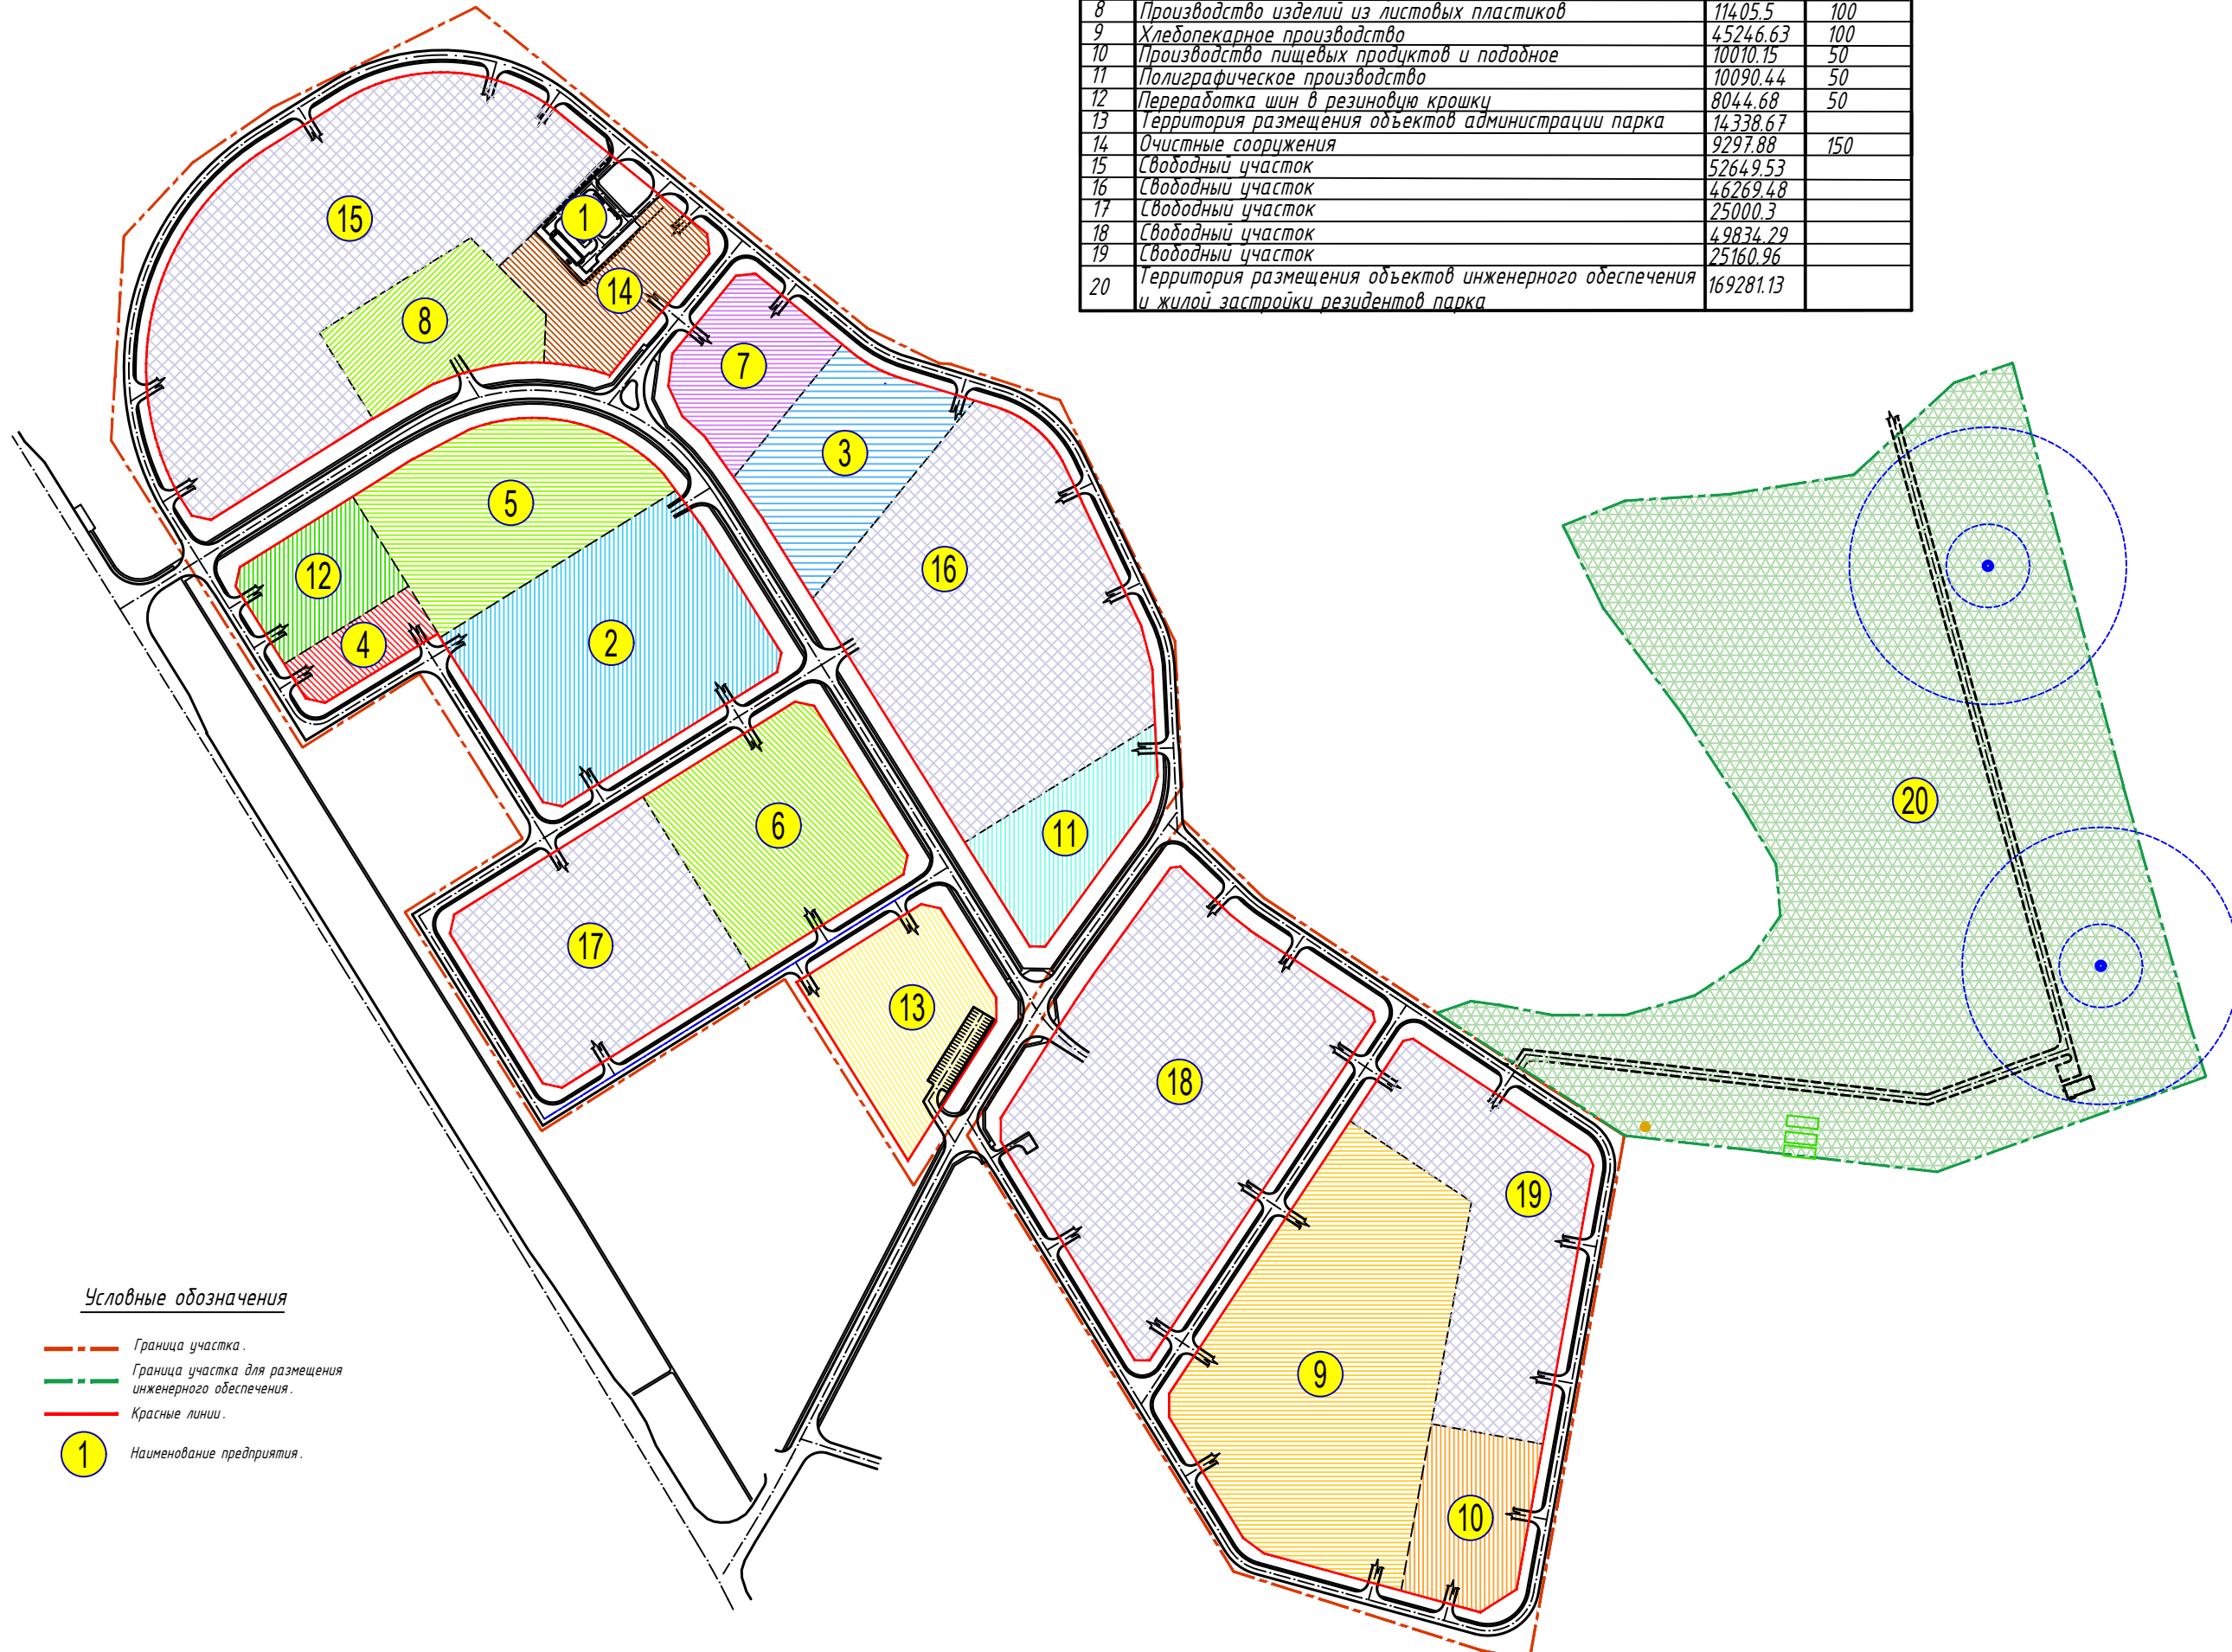 8 Производство изделий из листовых пластиков 11405.5 100
9 Хлебопекарное производство 45246.63 100
10 Производство пищевых продуктов и подобное 10010.15 50
11 Полиграфическое производство 10090.44 50
12 Переработка шин в резиновую крошку 8044.68 50
13 Территория размещения объектов администрации парка 14338.67
14 Очистные сооружения 9297.88 150
15 Свободный участок 52649.53
16 Свободный участок 46269.48
17 Свободный участок 25000.3
18 Свободный участок 49834.29
19 Свободный участок 25160.96
20 Территория размещения объектов инженерного обеспечения 169281.13
и жилой застройки резидентов парка
15
1
14
8
7
3
5
16
12
4
2
20
6
11
17
13
18
19
9
10
Условные обозначения
Граница участка.
Граница участка для размещения
инженерного обеспечения.
Красные линии.
1 Наименование предприятия.